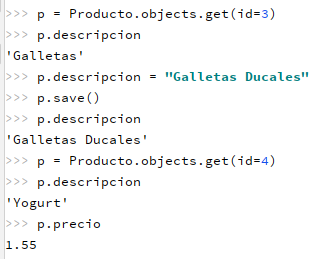 >>> p = Producto.objects.get(id=3)
>>> p.descripcion
'Galletas'
>>> p.descripcion = "Galletas Ducales"
>>> p.save()
>>> p.descripcion
'Galletas Ducales'
>>> p = Producto.objects.get(id=4)
>>> p.descripcion
'Yogurt'
>>> p.precio
1.55